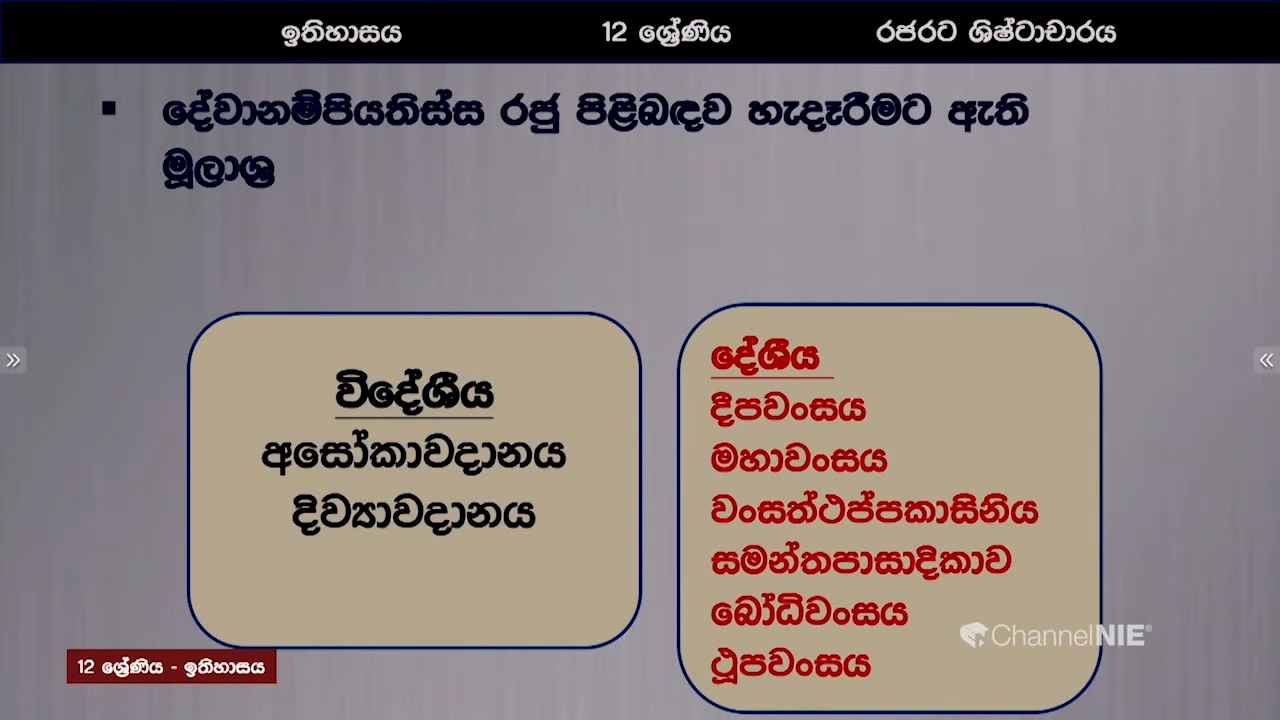 ඉතිහාසය 12 ශ්‍රේණිය රජරට ශිෂ්ටාචාරය
▪ දේවානම්පියතිස්ස රජු පිළිබඳව හැදෑරීමට ඇති
මූලාශ්‍ර
විදේශීය
අසෝකාවදානය
දිව්‍යාවදානය
දේශීය
දීපවංසය
මහාවංසය
වංසත්ථප්පකාසිනිය
සමන්තපාසාදිකාව
බෝධිවංසය
ථූපවංසය
ChannelNIE®
12 ශ්‍රේණිය - ඉතිහාසය